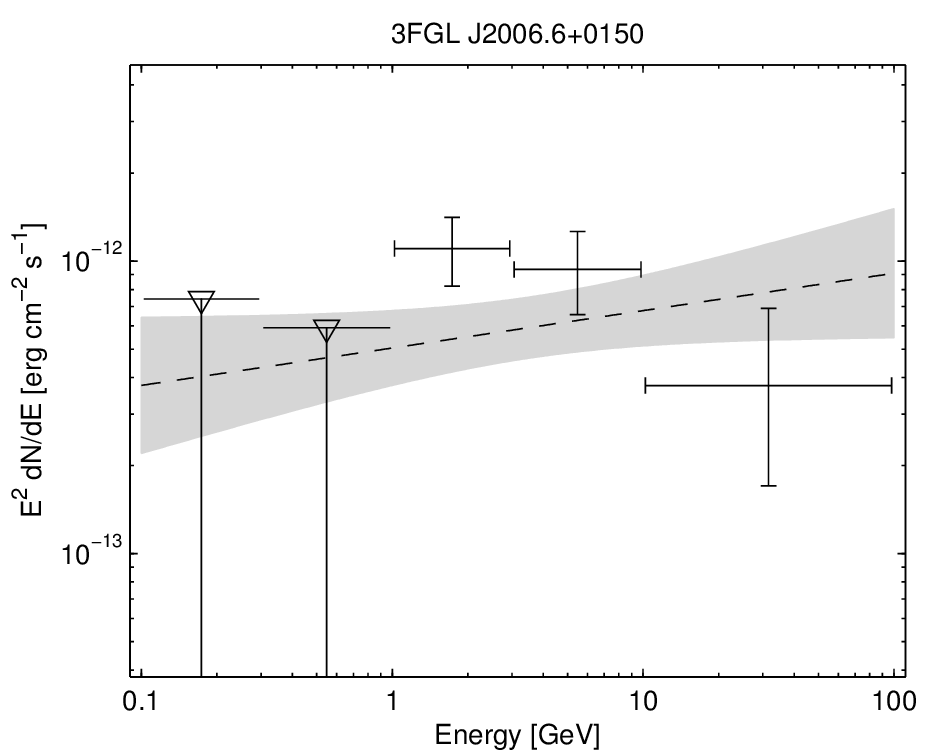 3FGL J2006.6+0150
E² dN/dE [erg cm⁻² s⁻¹]
10⁻¹²
10⁻¹³
0.1 1 10 100
Energy [GeV]